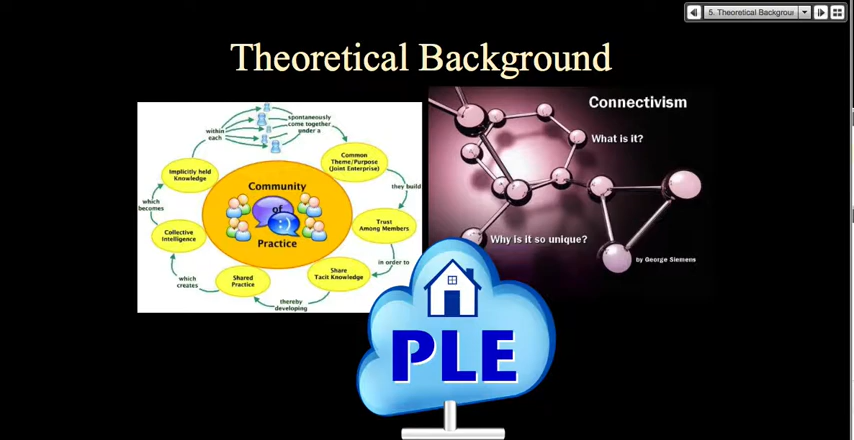 5. Theoretical Backgrou
Theoretical Background
within
each
spontaneously
come together
under a
Common
Theme/Purpose
(Joint Enterprise)
they build
Trust
Among Members
in order to
Share
Tacit Knowledge
thereby
developing
Shared
Practice
which
creates
Collective
Intelligence
which
becomes
Implicitly held
Knowledge
Community
of
Practice
Connectivism
What is it?
Why is it so unique?
by George Siemens
PLE